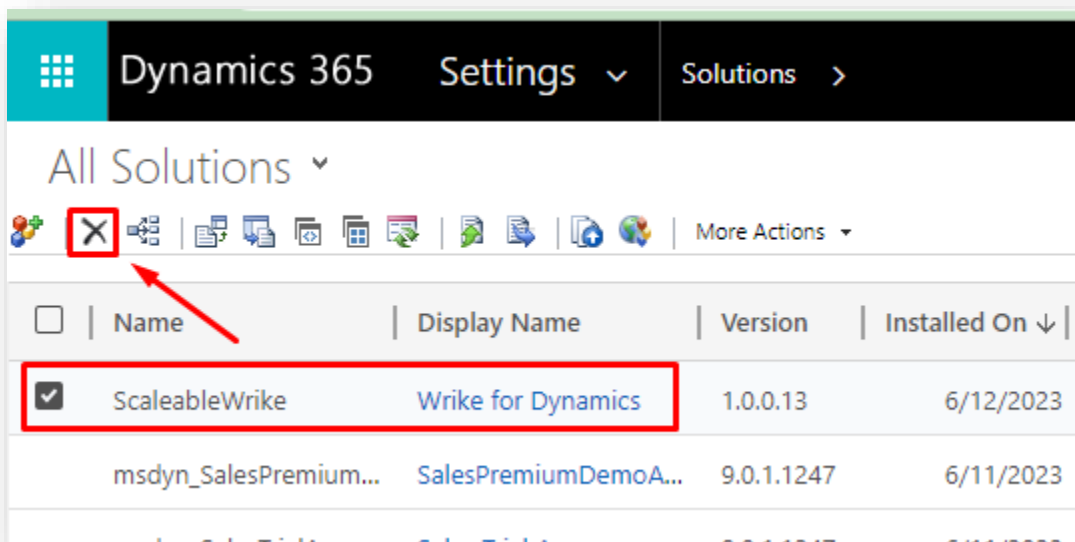 Dynamics 365 Settings Solutions
All Solutions
More Actions
Name Display Name Version Installed On
ScaleableWrike Wrike for Dynamics 1.0.0.13 6/12/2023
msdyn_SalesPremium... SalesPremiumDemoA... 9.0.1.1247 6/11/2023